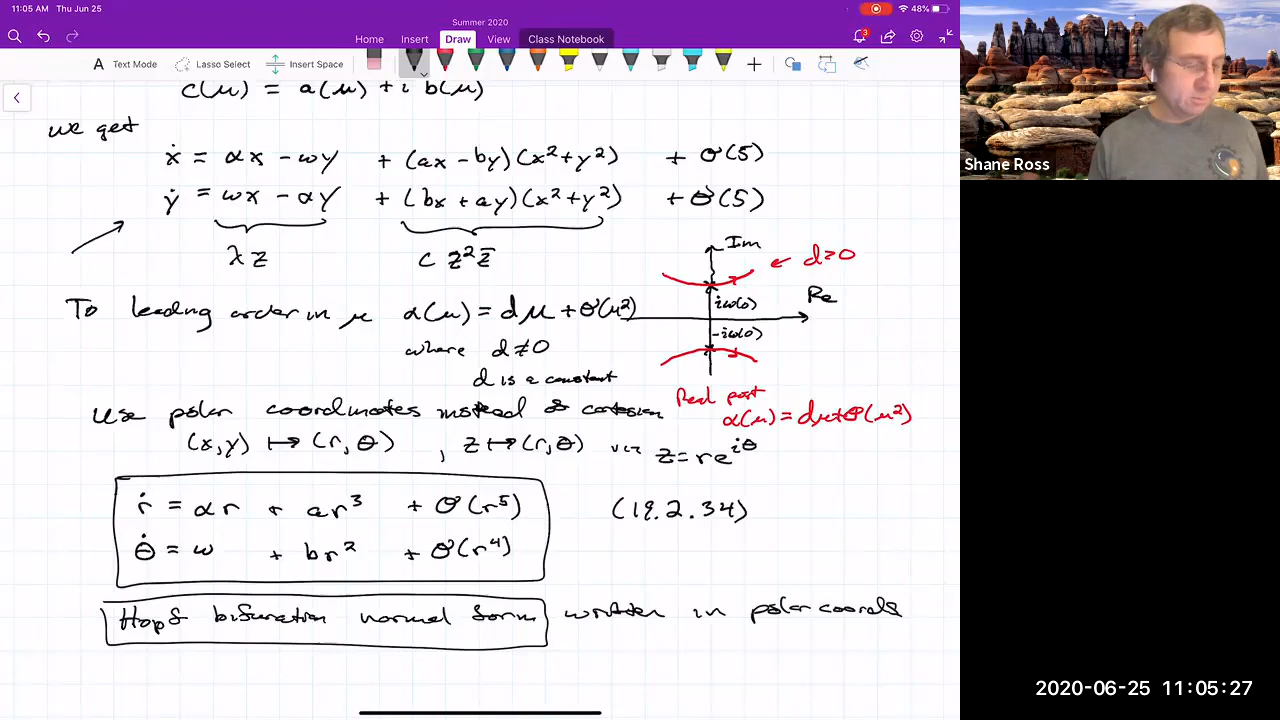 11:05 AM Thu Jun 25
48%
Summer 2020
Home Insert Draw View Class Notebook
3
A Text Mode Lasso Select Insert Space
c(μ) = a(μ) + i b(μ)
we get
ẋ = αx - ωy + (ax - by)(x² + y²) + O(5)
ẏ = ωx - αy + (bx + ay)(x² + y²) + O(5)
λz c z² z̄
Im
d>0
Re
iω(0)
-iω(0)
To leading order in μ α(μ) = dμ + O(μ²)
where d ≠ 0
d is a constant
Real part
α(μ) = dμ + O(μ²)
Use polar coordinates instead of cartesian
(x,y) ↦ (r,θ) , z ↦ (r,θ) via z = re^{iθ}
ṙ = αr + ar³ + O(r⁵) (19.2.34)
θ̇ = ω + br² + O(r⁴)
Hopf bifuration normal form written in polar coords
Shane Ross
2020-06-25 11:05:27